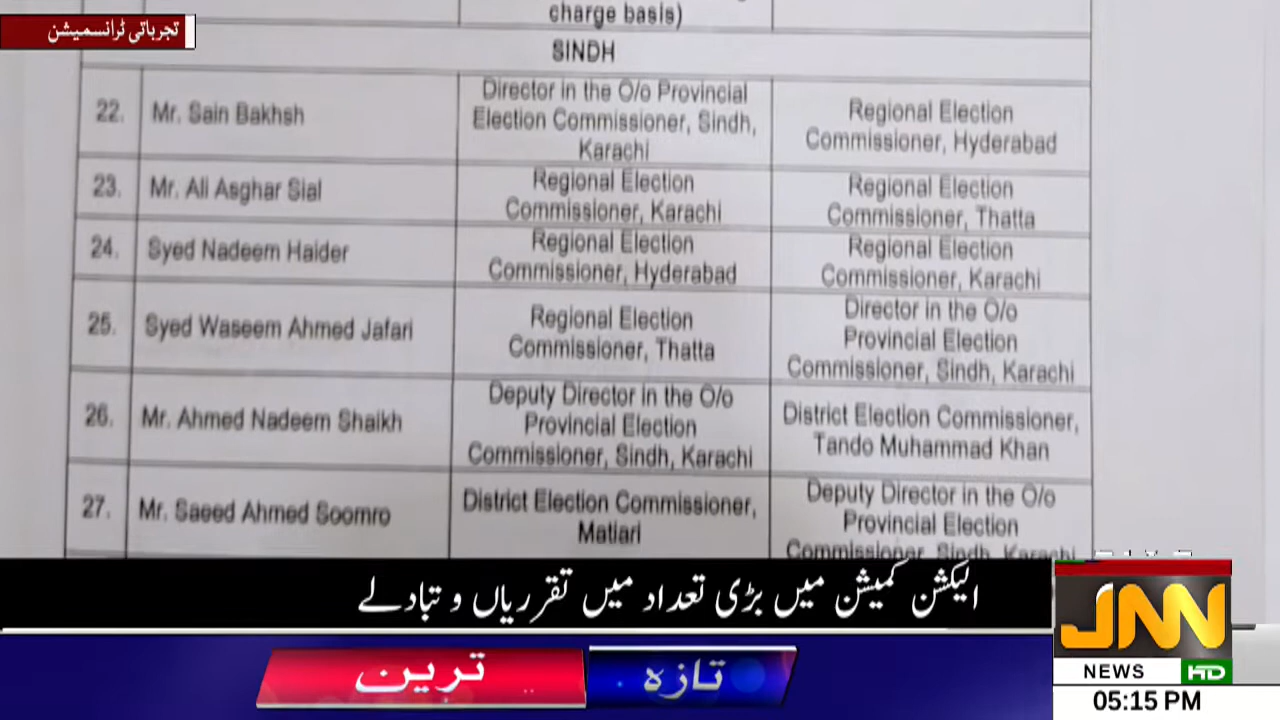 charge basis)
تجرباتی ٹرانسمیشن
SINDH
22. Mr. Sain Bakhsh Director in the O/o Provincial Election Commissioner, Sindh, Karachi Regional Election Commissioner, Hyderabad
23. Mr. Ali Asghar Sial Regional Election Commissioner, Karachi Regional Election Commissioner, Thatta
24. Syed Nadeem Haider Regional Election Commissioner, Hyderabad Regional Election Commissioner, Karachi
25. Syed Waseem Ahmed Jafari Regional Election Commissioner, Thatta Director in the O/o Provincial Election Commissioner, Sindh, Karachi
26. Mr. Ahmed Nadeem Shaikh Deputy Director in the O/o Provincial Election Commissioner, Sindh, Karachi District Election Commissioner, Tando Muhammad Khan
27. Mr. Saeed Ahmed Soomro District Election Commissioner, Matiari Deputy Director in the O/o Provincial Election Commissioner, Sindh, Karachi
الیکشن کمیشن میں بڑی تعداد میں تقرریاں و تبادلے
تازہ ترین
JNN
NEWS HD
05:15 PM